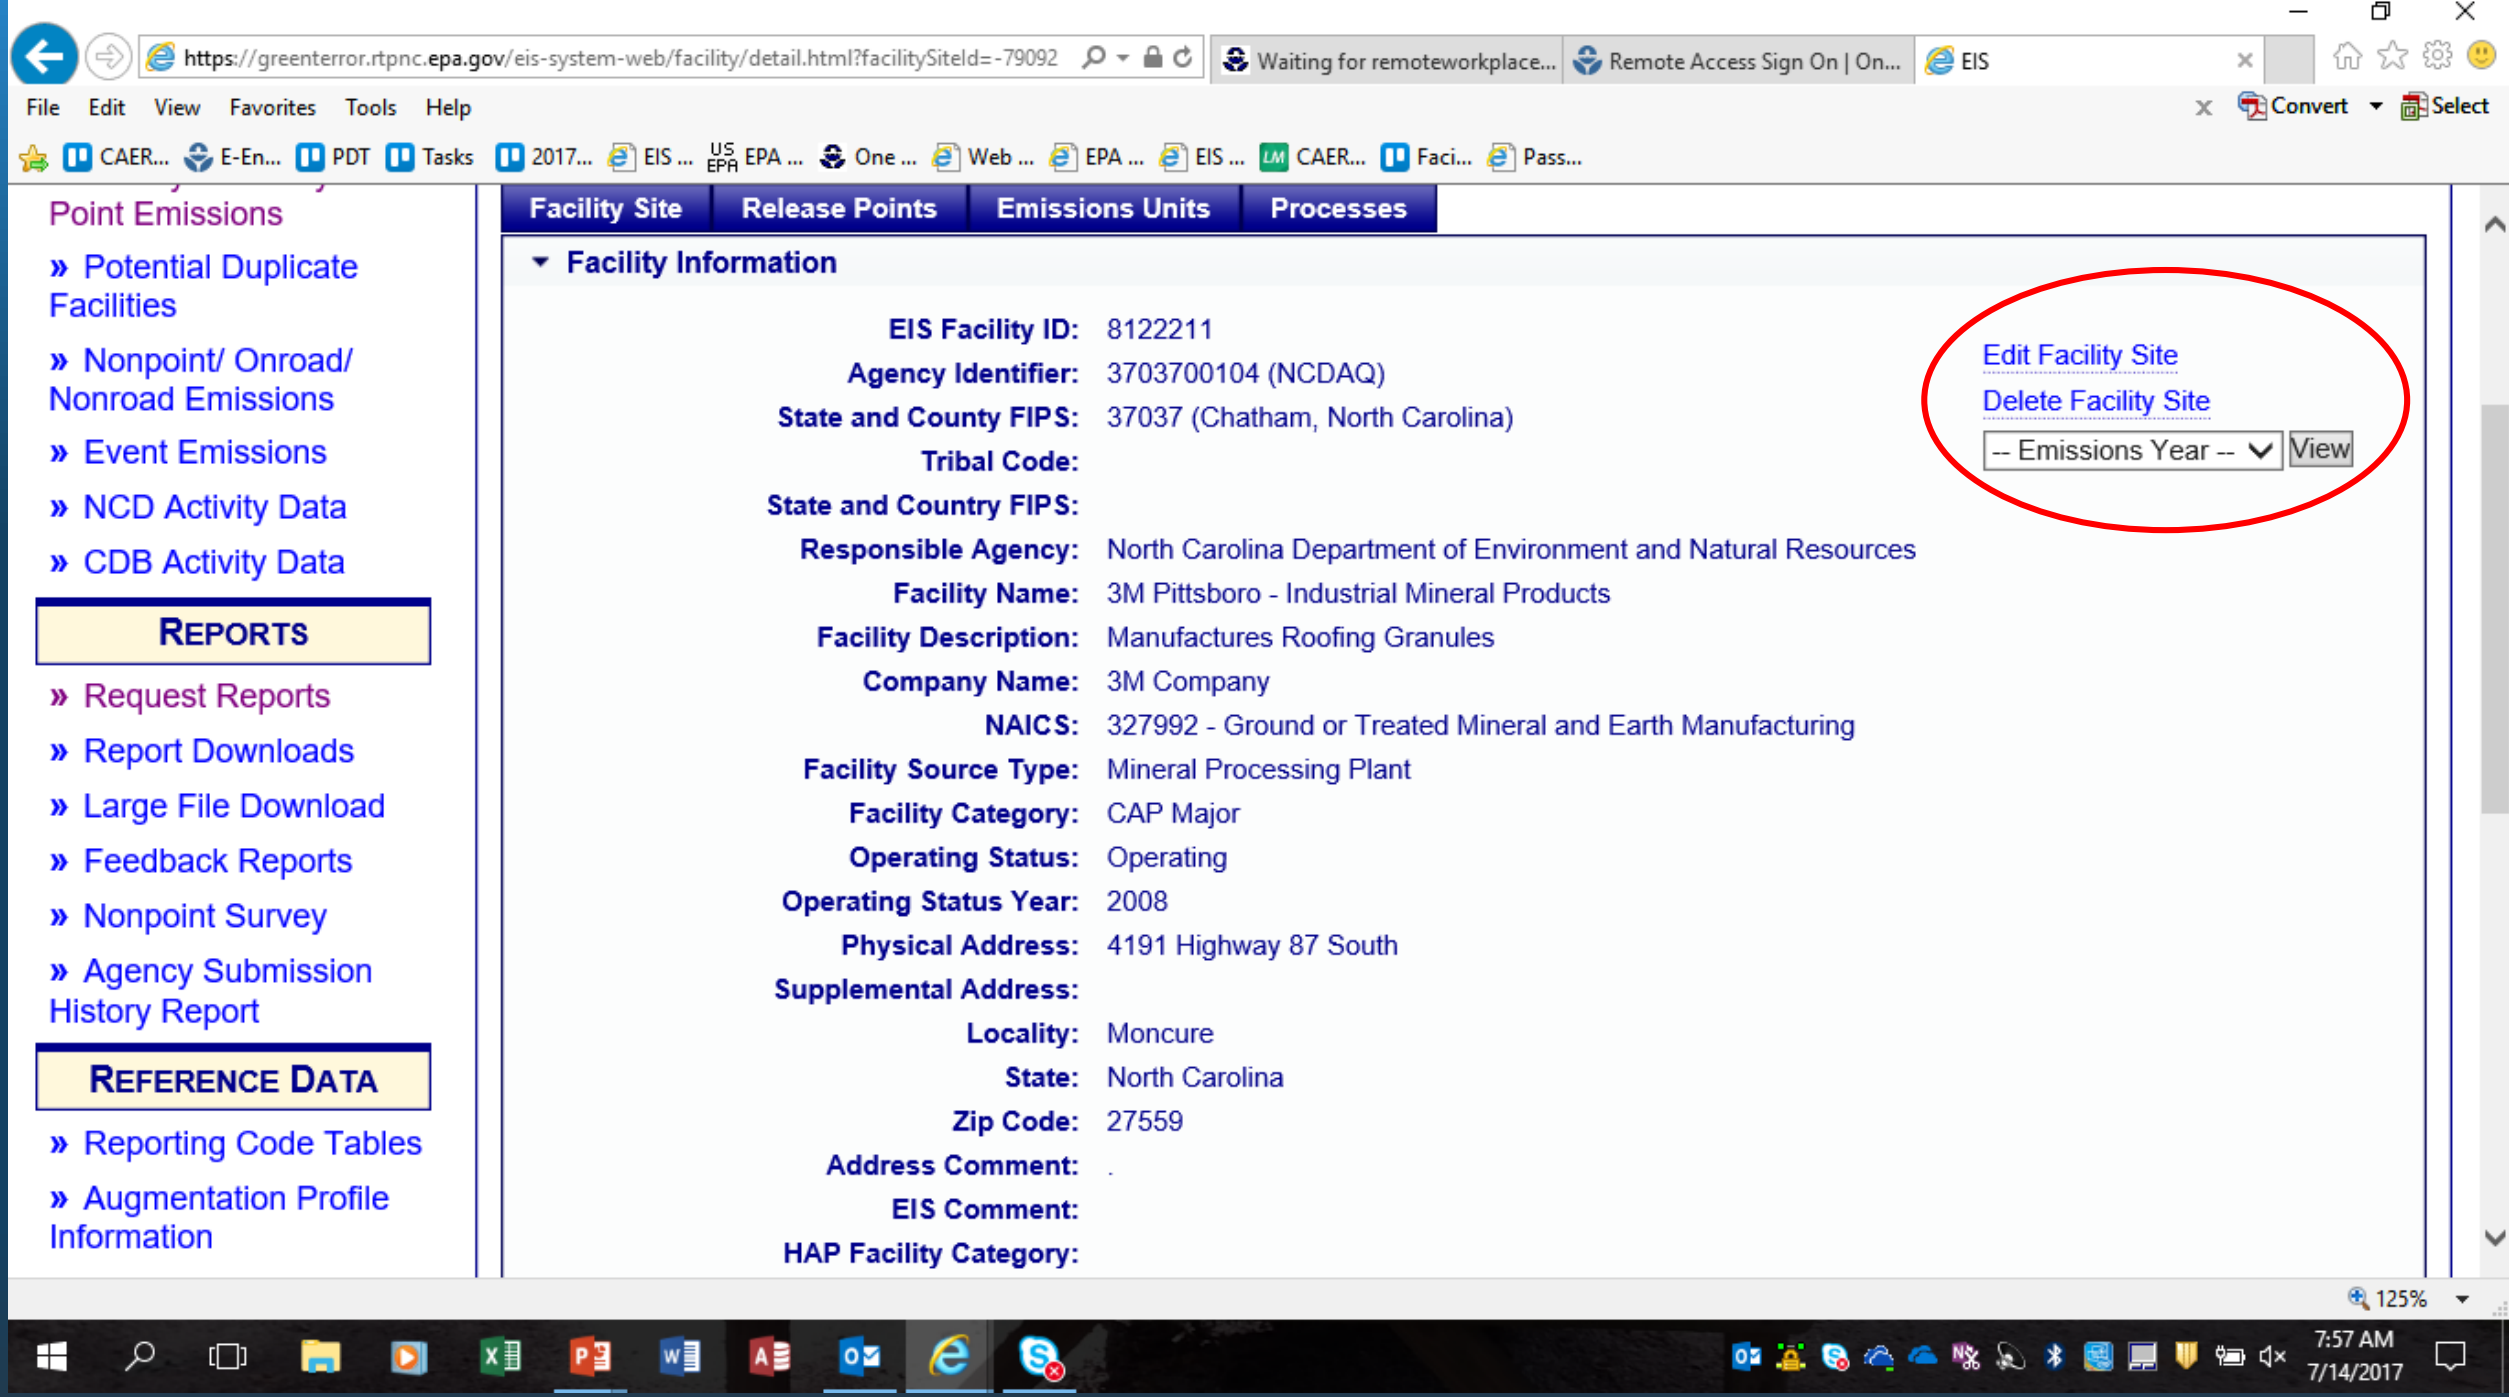 https://greenterror.rtpnc.epa.gov/eis-system-web/facility/detail.html?facilitySiteId=-79092
Waiting for remoteworkplace...
Remote Access Sign On | On...
EIS
File Edit View Favorites Tools Help
Convert Select
CAER... E-En... PDT Tasks 2017... EIS ... US EPA EPA ... One ... Web ... EPA ... EIS ... LM CAER... Faci... Pass...
Point Emissions
» Potential Duplicate
Facilities
» Nonpoint/ Onroad/
Nonroad Emissions
» Event Emissions
» NCD Activity Data
» CDB Activity Data
REPORTS
» Request Reports
» Report Downloads
» Large File Download
» Feedback Reports
» Nonpoint Survey
» Agency Submission
History Report
REFERENCE DATA
» Reporting Code Tables
» Augmentation Profile
Information
Facility Site Release Points Emissions Units Processes
Facility Information
EIS Facility ID: 8122211
Agency Identifier: 3703700104 (NCDAQ)
State and County FIPS: 37037 (Chatham, North Carolina)
Tribal Code:
State and Country FIPS:
Responsible Agency: North Carolina Department of Environment and Natural Resources
Facility Name: 3M Pittsboro - Industrial Mineral Products
Facility Description: Manufactures Roofing Granules
Company Name: 3M Company
NAICS: 327992 - Ground or Treated Mineral and Earth Manufacturing
Facility Source Type: Mineral Processing Plant
Facility Category: CAP Major
Operating Status: Operating
Operating Status Year: 2008
Physical Address: 4191 Highway 87 South
Supplemental Address:
Locality: Moncure
State: North Carolina
Zip Code: 27559
Address Comment: .
EIS Comment:
HAP Facility Category:
Edit Facility Site
Delete Facility Site
-- Emissions Year -- View
125%
7:57 AM
7/14/2017